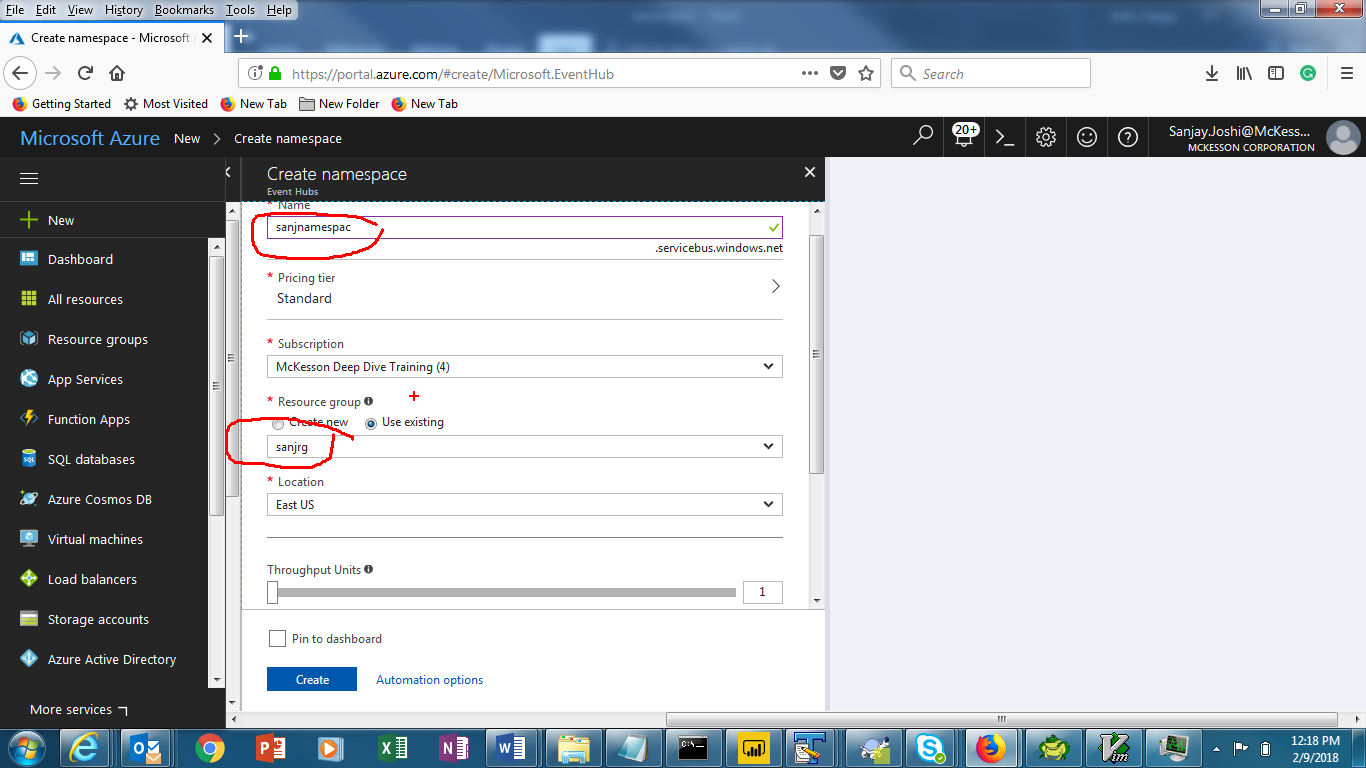 File Edit View History Bookmarks Tools Help
Create namespace - Microsoft A
https://portal.azure.com/#create/Microsoft.EventHub
Search
Getting Started Most Visited New Tab New Folder New Tab
Microsoft Azure New Create namespace
20+
Sanjay.Joshi@McKess...
MCKESSON CORPORATION
New
Dashboard
All resources
Resource groups
App Services
Function Apps
SQL databases
Azure Cosmos DB
Virtual machines
Load balancers
Storage accounts
Azure Active Directory
More services
Create namespace
Event Hubs
* Name
sanjnamespac
.servicebus.windows.net
* Pricing tier
Standard
* Subscription
McKesson Deep Dive Training (4)
* Resource group
Create new Use existing
sanjrg
* Location
East US
Throughput Units
1
Pin to dashboard
Create Automation options
12:18 PM
2/9/2018